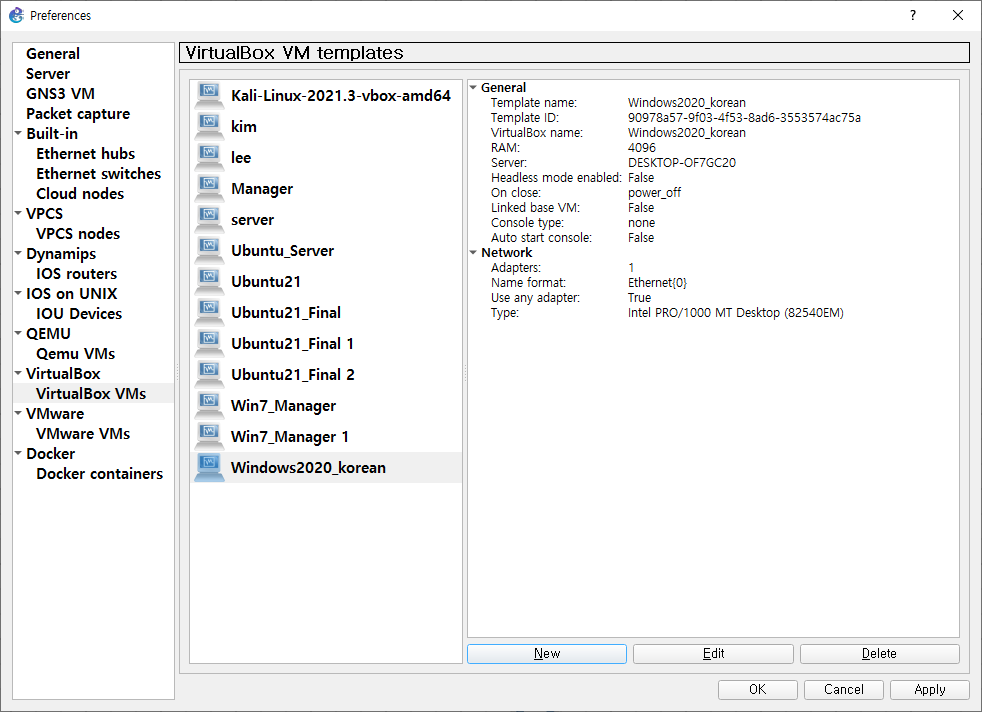 Preferences
?
General
Server
GNS3 VM
Packet capture
Built-in
Ethernet hubs
Ethernet switches
Cloud nodes
VPCS
VPCS nodes
Dynamips
IOS routers
IOS on UNIX
IOU Devices
QEMU
Qemu VMs
VirtualBox
VirtualBox VMs
VMware
VMware VMs
Docker
Docker containers
VirtualBox VM templates
Kali-Linux-2021.3-vbox-amd64
kim
lee
Manager
server
Ubuntu_Server
Ubuntu21
Ubuntu21_Final
Ubuntu21_Final 1
Ubuntu21_Final 2
Win7_Manager
Win7_Manager 1
Windows2020_korean
General
Template name: Windows2020_korean
Template ID: 90978a57-9f03-4f53-8ad6-3553574ac75a
VirtualBox name: Windows2020_korean
RAM: 4096
Server: DESKTOP-OF7GC20
Headless mode enabled: False
On close: power_off
Linked base VM: False
Console type: none
Auto start console: False
Network
Adapters: 1
Name format: Ethernet{0}
Use any adapter: True
Type: Intel PRO/1000 MT Desktop (82540EM)
New Edit Delete
OK Cancel Apply